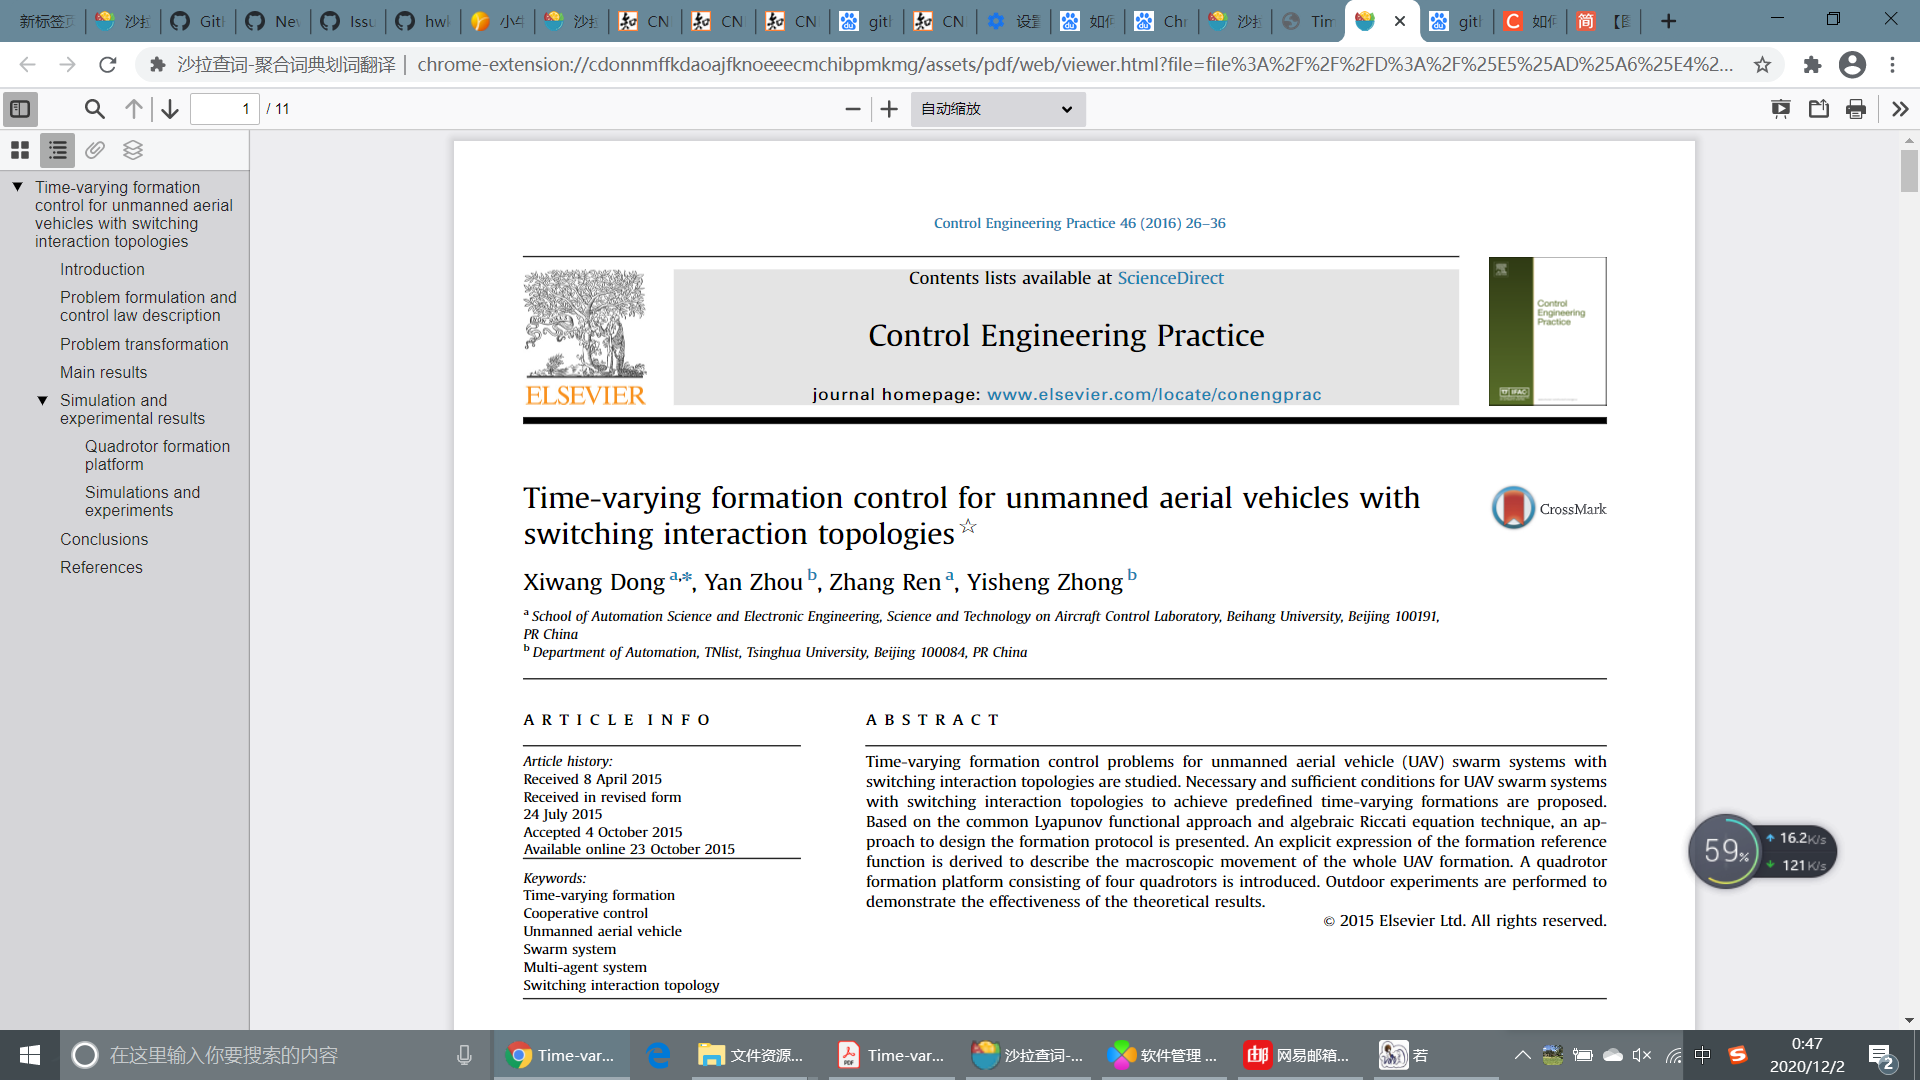 新标签页 沙拉 Git Nev Issu hwl 小牛 沙拉 CN CN CN gitl CN 设置 如何 Chr 沙拉 Tim gitl 如何 【图
沙拉查词-聚合词典划词翻译 | chrome-extension://cdonnmffkdaoajfknoeeecmchibpmkmg/assets/pdf/web/viewer.html?file=file%3A%2F%2F%2FD%3A%2F%25E5%25AD%25A6%25E4%2...
1 / 11 自动缩放
Time-varying formation
control for unmanned aerial
vehicles with switching
interaction topologies
Introduction
Problem formulation and
control law description
Problem transformation
Main results
Simulation and
experimental results
Quadrotor formation
platform
Simulations and
experiments
Conclusions
References
Control Engineering Practice 46 (2016) 26–36
Contents lists available at ScienceDirect
Control Engineering Practice
journal homepage: www.elsevier.com/locate/conengprac
ELSEVIER
Control
Engineering
Practice
Time-varying formation control for unmanned aerial vehicles with
switching interaction topologies☆
CrossMark
Xiwang Dong a,*, Yan Zhou b, Zhang Ren a, Yisheng Zhong b
a School of Automation Science and Electronic Engineering, Science and Technology on Aircraft Control Laboratory, Beihang University, Beijing 100191,
PR China
b Department of Automation, TNlist, Tsinghua University, Beijing 100084, PR China
ARTICLE INFO
Article history:
Received 8 April 2015
Received in revised form
24 July 2015
Accepted 4 October 2015
Available online 23 October 2015
Keywords:
Time-varying formation
Cooperative control
Unmanned aerial vehicle
Swarm system
Multi-agent system
Switching interaction topology
ABSTRACT
Time-varying formation control problems for unmanned aerial vehicle (UAV) swarm systems with
switching interaction topologies are studied. Necessary and sufficient conditions for UAV swarm systems
with switching interaction topologies to achieve predefined time-varying formations are proposed.
Based on the common Lyapunov functional approach and algebraic Riccati equation technique, an ap-
proach to design the formation protocol is presented. An explicit expression of the formation reference
function is derived to describe the macroscopic movement of the whole UAV formation. A quadrotor
formation platform consisting of four quadrotors is introduced. Outdoor experiments are performed to
demonstrate the effectiveness of the theoretical results.
© 2015 Elsevier Ltd. All rights reserved.
59%
16.2K/s
121K/s
在这里输入你要搜索的内容 Time-var... 文件资源... Time-var... 沙拉查词-... 软件管理 ... 网易邮箱... 若 中 0:47
2020/12/2 2